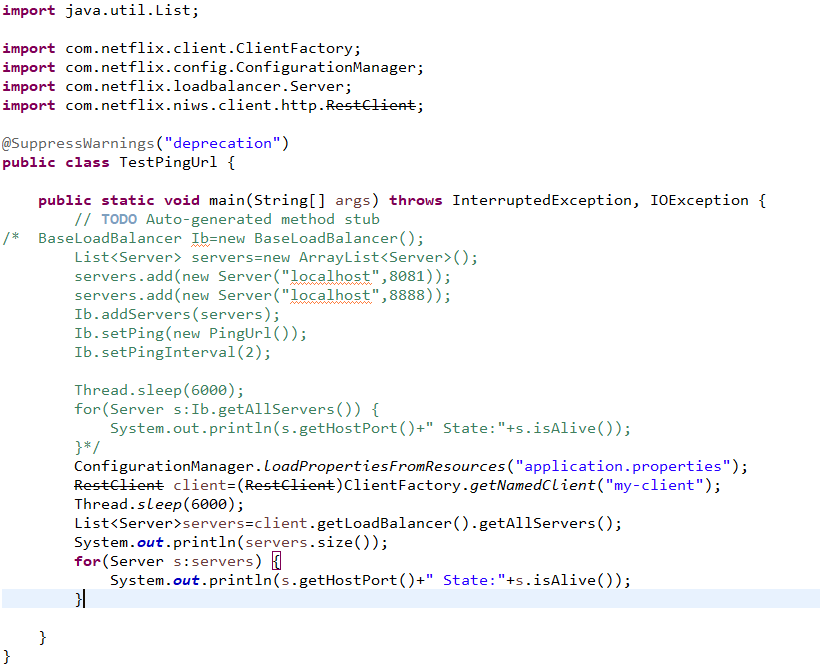 import java.util.List;
import com.netflix.client.ClientFactory;
import com.netflix.config.ConfigurationManager;
import com.netflix.loadbalancer.Server;
import com.netflix.niws.client.http.RestClient;
@SuppressWarnings("deprecation")
public class TestPingUrl {
public static void main(String[] args) throws InterruptedException, IOException {
// TODO Auto-generated method stub
/* BaseLoadBalancer Ib=new BaseLoadBalancer();
List<Server> servers=new ArrayList<Server>();
servers.add(new Server("localhost",8081));
servers.add(new Server("localhost",8888));
Ib.addServers(servers);
Ib.setPing(new PingUrl());
Ib.setPingInterval(2);
Thread.sleep(6000);
for(Server s:Ib.getAllServers()) {
System.out.println(s.getHostPort()+" State:"+s.isAlive());
}*/
ConfigurationManager.loadPropertiesFromResources("application.properties");
RestClient client=(RestClient)ClientFactory.getNamedClient("my-client");
Thread.sleep(6000);
List<Server>servers=client.getLoadBalancer().getAllServers();
System.out.println(servers.size());
for(Server s:servers) {
System.out.println(s.getHostPort()+" State:"+s.isAlive());
}
}
}